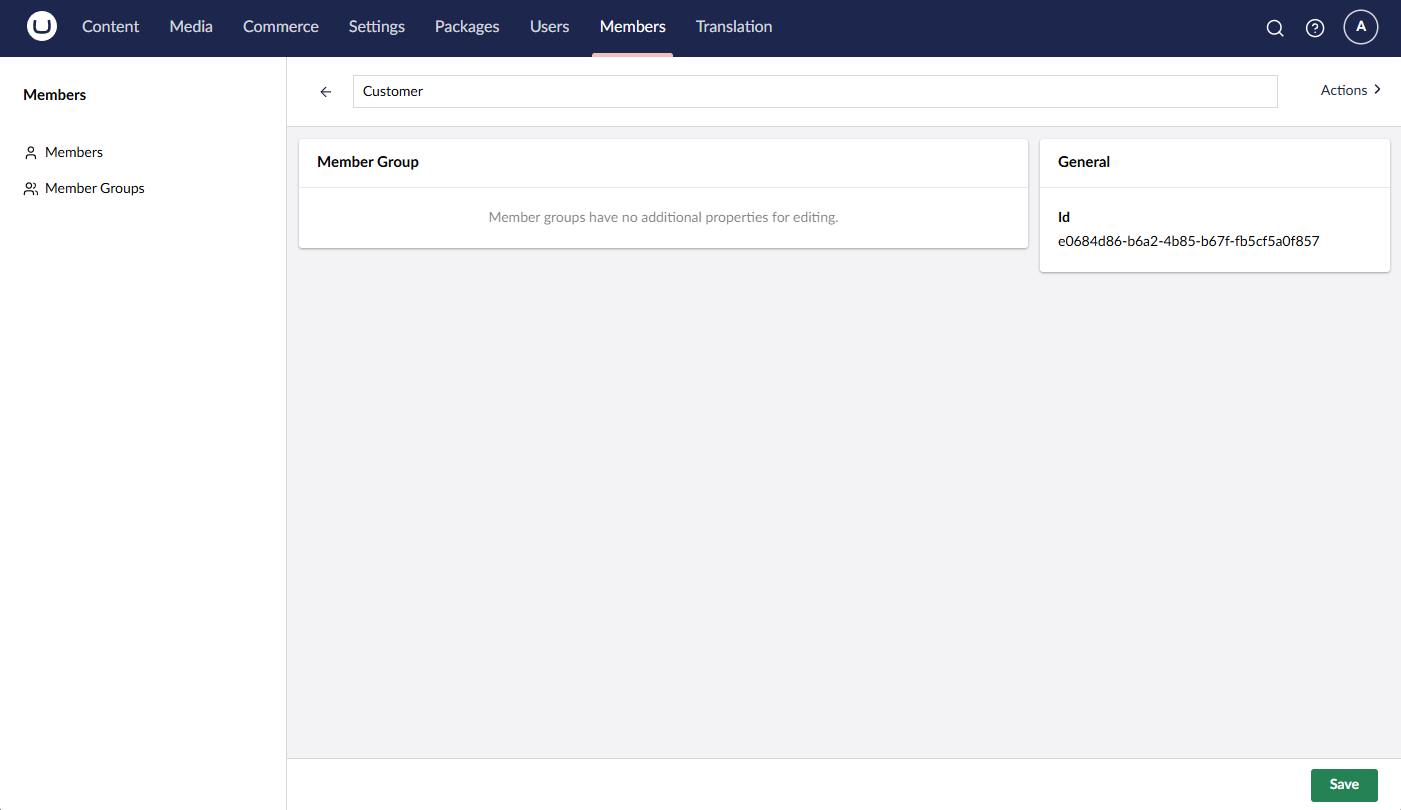 Content Media Commerce Settings Packages Users Members Translation A
Members
Members
Member Groups
Customer
Actions
Member Group
Member groups have no additional properties for editing.
General
Id
e0684d86-b6a2-4b85-b67f-fb5cf5a0f857
Save